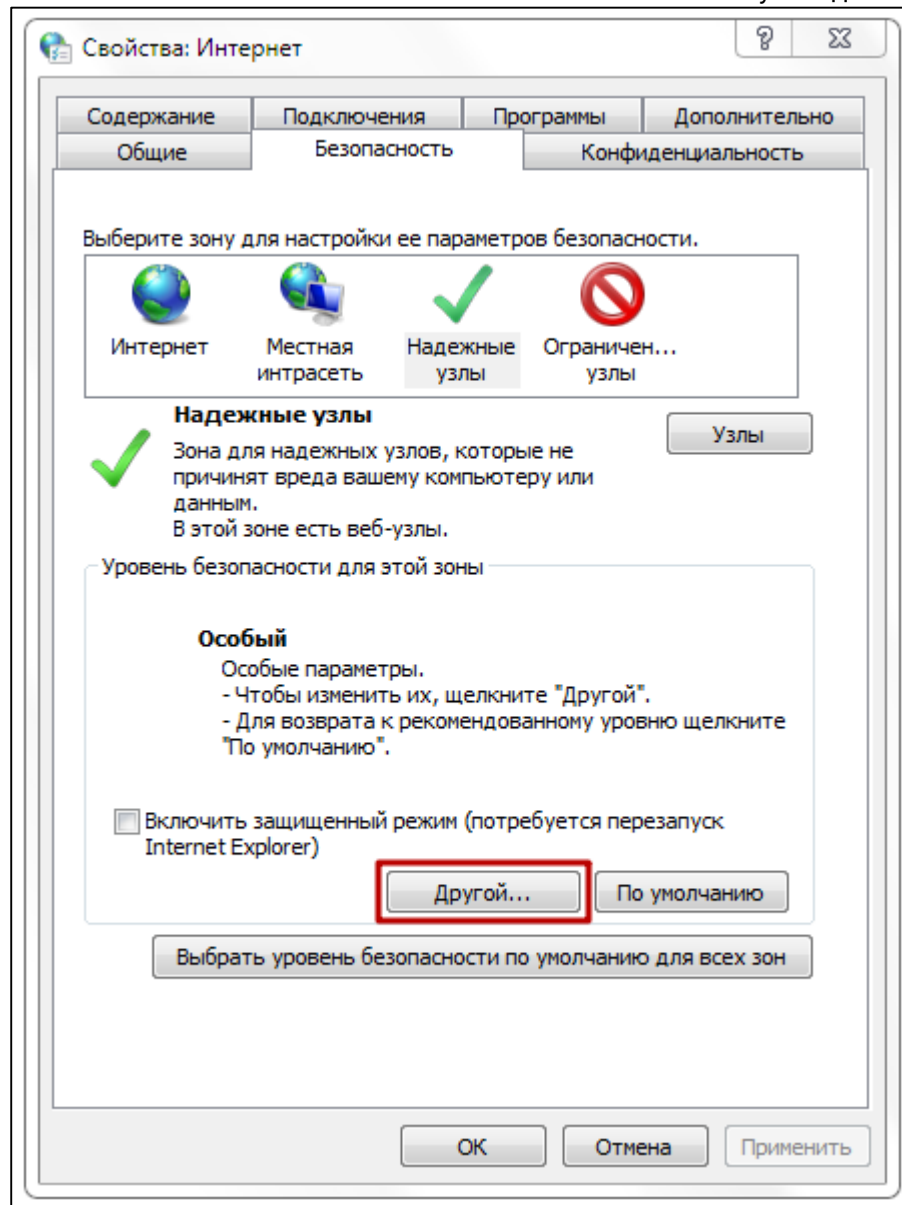 Свойства: Интернет
Содержание Подключения Программы Дополнительно
Общие Безопасность Конфиденциальность
Выберите зону для настройки ее параметров безопасности.
Интернет Местная интрасеть Надежные узлы Ограничен... узлы
Надежные узлы
Узлы
Зона для надежных узлов, которые не
причинят вреда вашему компьютеру или
данным.
В этой зоне есть веб-узлы.
Уровень безопасности для этой зоны
Особый
Особые параметры.
- Чтобы изменить их, щелкните "Другой".
- Для возврата к рекомендованному уровню щелкните
"По умолчанию".
Включить защищенный режим (потребуется перезапуск
Internet Explorer)
Другой... По умолчанию
Выбрать уровень безопасности по умолчанию для всех зон
ОК Отмена Применить